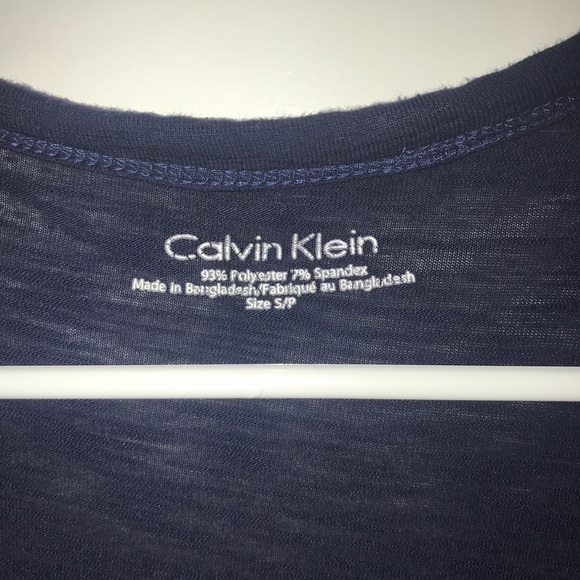 Calvin Klein
93% Polyester 7% Spandex
Made in Bangladesh/Fabriqué au Bangladesh
Size S/P